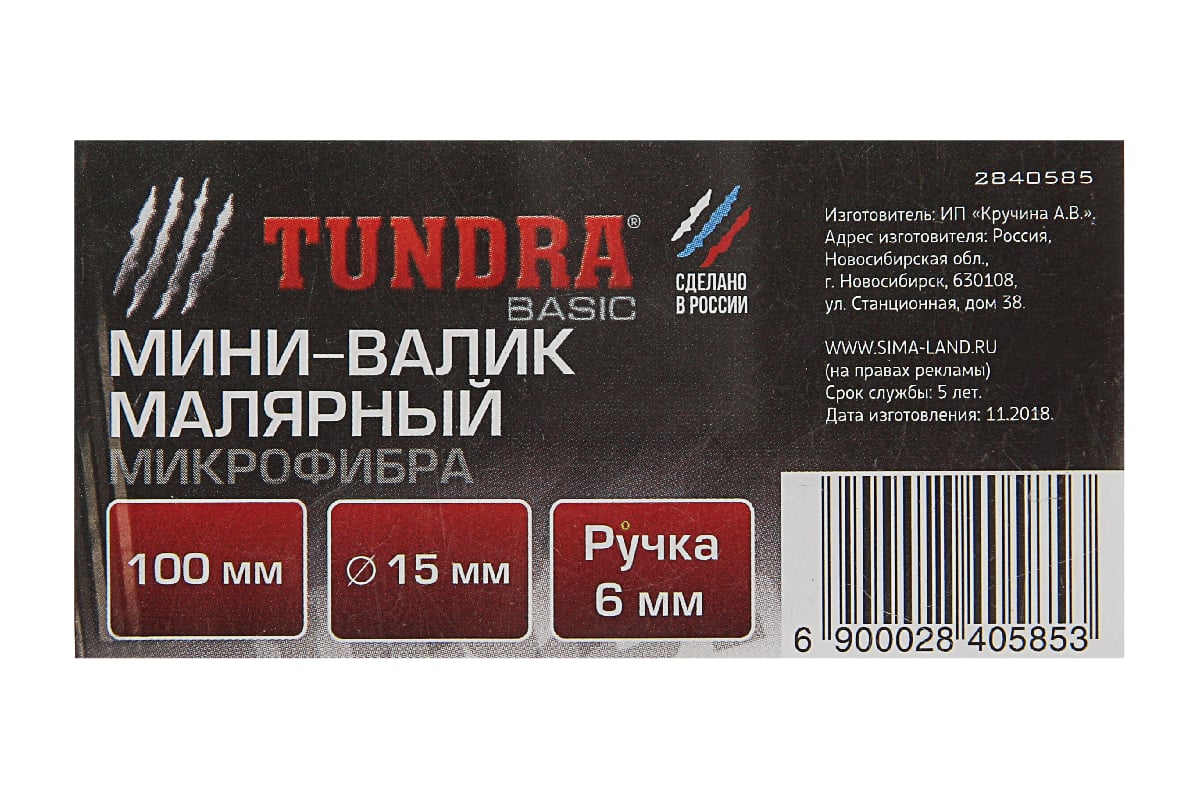 TUNDRA®
BASIC
СДЕЛАНО
В РОССИИ
МИНИ–ВАЛИК
МАЛЯРНЫЙ
МИКРОФИБРА
100 мм
⌀ 15 мм
Ручка
6 мм
2840585
Изготовитель: ИП «Кручина А.В.».
Адрес изготовителя: Россия,
Новосибирская обл.,
г. Новосибирск, 630108,
ул. Станционная, дом 38.
WWW.SIMA-LAND.RU
(на правах рекламы)
Срок службы: 5 лет.
Дата изготовления: 11.2018.
6 900028 405853